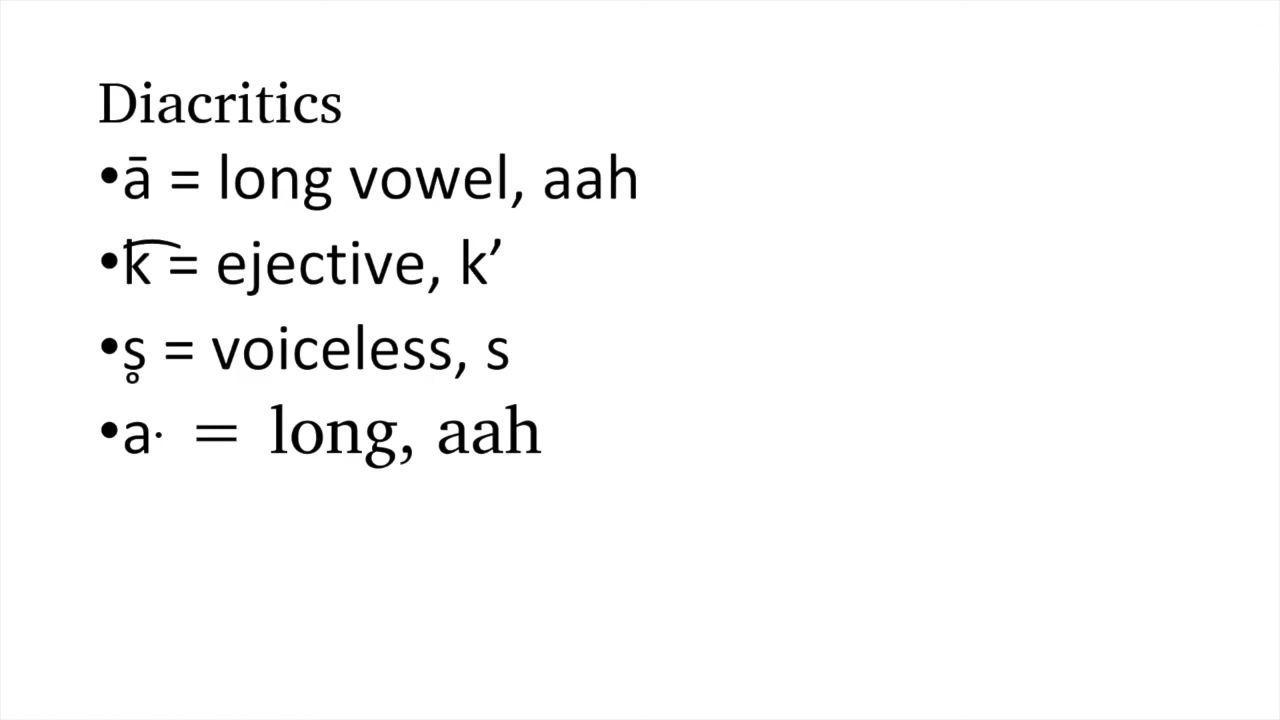 Diacritics
•ā = long vowel, aah
•k͡ = ejective, k’
•s̥ = voiceless, s
•a· = long, aah